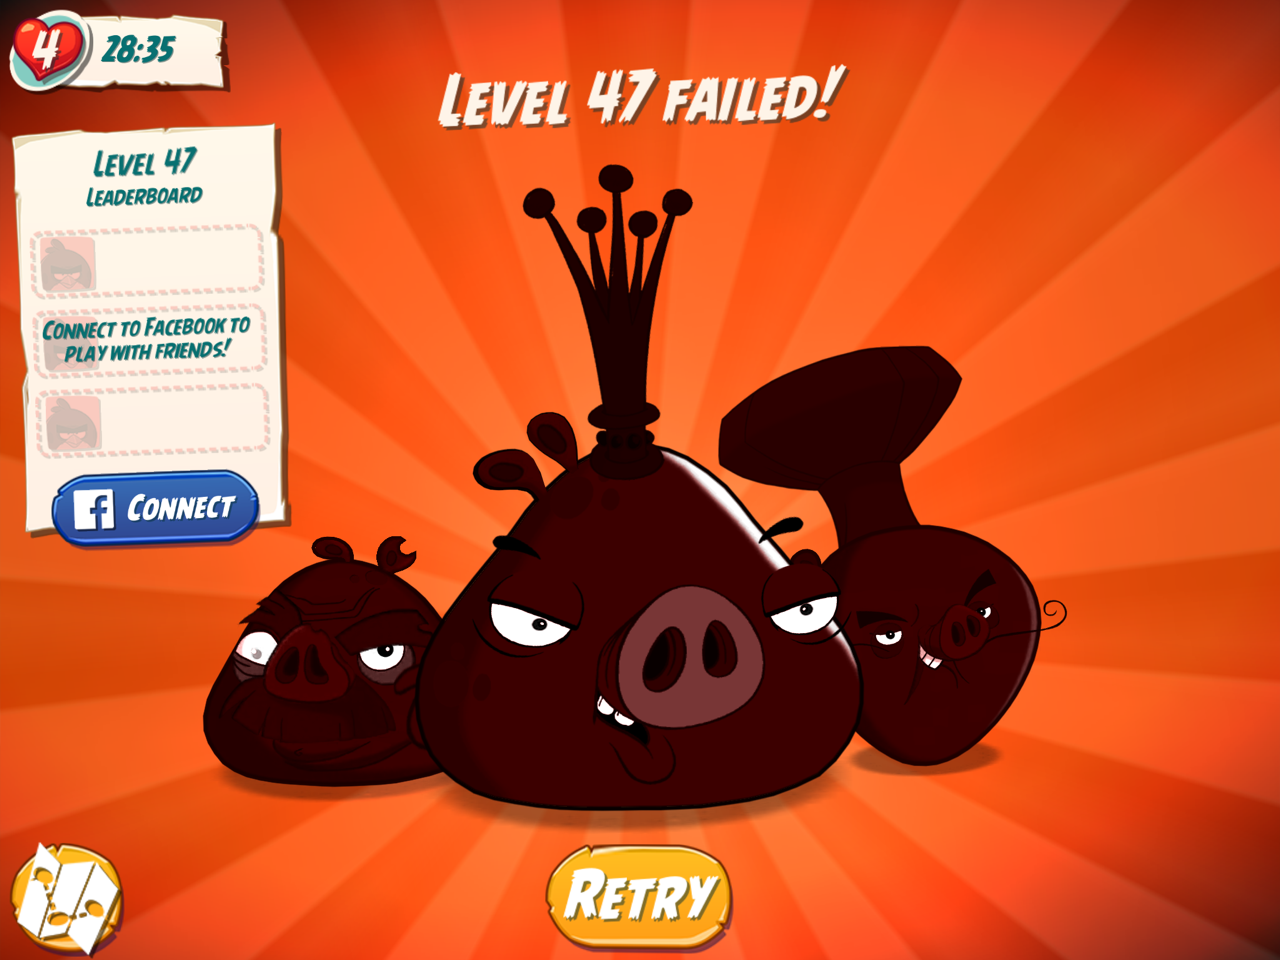 4
28:35
LEVEL 47 FAILED!
LEVEL 47
LEADERBOARD
CONNECT TO FACEBOOK TO
PLAY WITH FRIENDS!
f CONNECT
RETRY